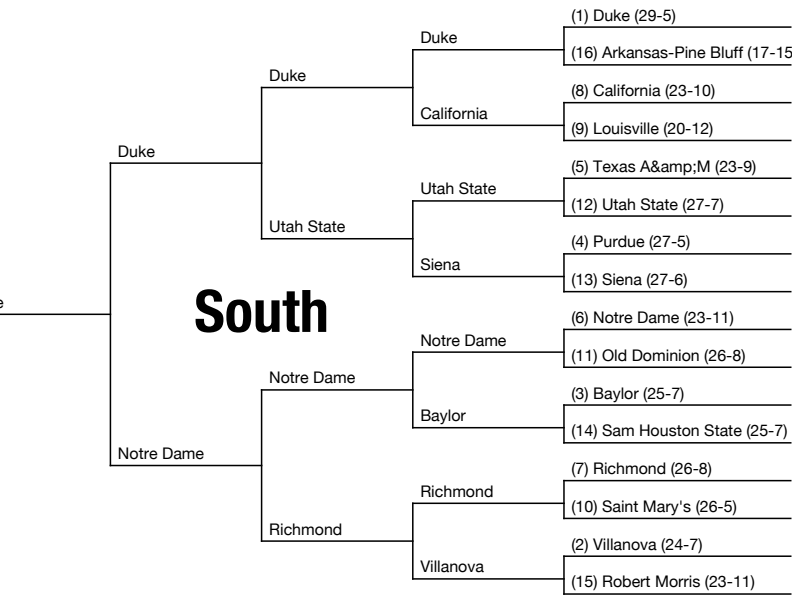 (1) Duke (29-5)
Duke
(16) Arkansas-Pine Bluff (17-15
Duke
(8) California (23-10)
California
(9) Louisville (20-12)
Duke
(5) Texas A&amp;M (23-9)
Utah State
(12) Utah State (27-7)
Utah State
(4) Purdue (27-5)
Siena
(13) Siena (27-6)
e
South
(6) Notre Dame (23-11)
Notre Dame
(11) Old Dominion (26-8)
Notre Dame
(3) Baylor (25-7)
Baylor
(14) Sam Houston State (25-7)
Notre Dame
(7) Richmond (26-8)
Richmond
(10) Saint Mary's (26-5)
Richmond
(2) Villanova (24-7)
Villanova
(15) Robert Morris (23-11)